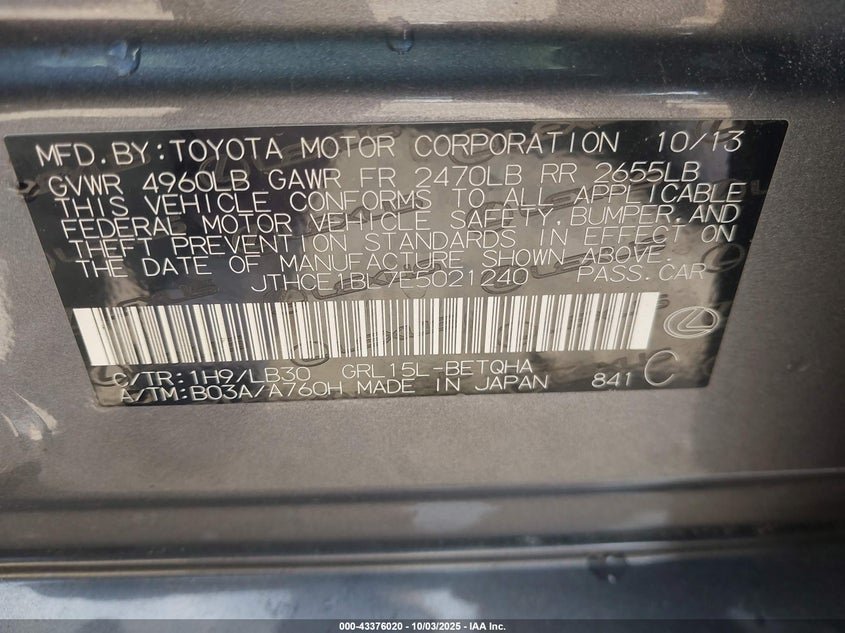 MFD.BY:TOYOTA MOTOR CORPORATION 10/13
GVWR 4960LB GAWR FR 2470LB RR 2655LB
THIS VEHICLE CONFORMS TO ALL APPLICABLE
FEDERAL MOTOR VEHICLE SAFETY,BUMPER,AND
THEFT PREVENTION STANDARDS IN EFFECT ON
THE DATE OF MANUFACTURE SHOWN ABOVE.
JTHCE1BL7E5021240 PASS.CAR
C/TR:1H9/LB30 GRL15L-BETQHA
A/TM:B03A/A760H MADE IN JAPAN 841 C
000-43376020 - 10/03/2025 - IAA Inc.